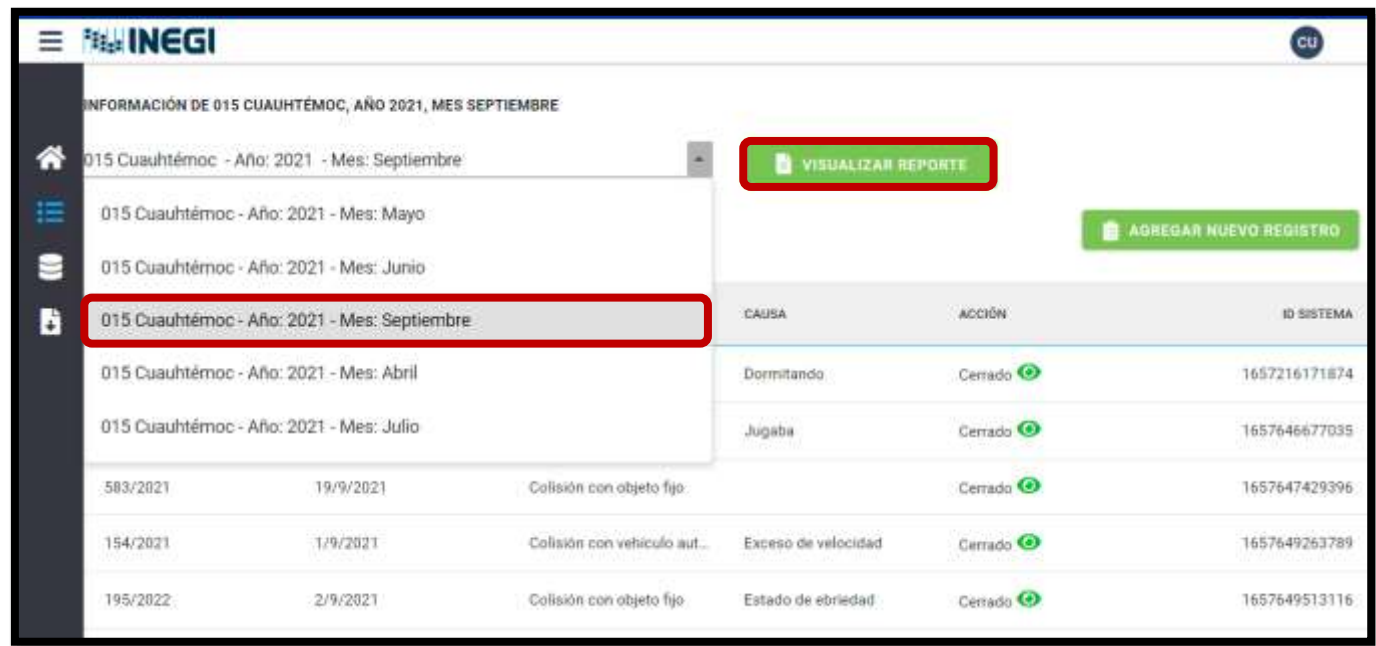 INEGI
CU
INFORMACIÓN DE 015 CUAUHTÉMOC, AÑO 2021, MES SEPTIEMBRE
015 Cuauhtémoc - Año: 2021 - Mes: Septiembre
VISUALIZAR REPORTE
015 Cuauhtémoc - Año: 2021 - Mes: Mayo
AGREGAR NUEVO REGISTRO
015 Cuauhtémoc - Año: 2021 - Mes: Junio
015 Cuauhtémoc - Año: 2021 - Mes: Septiembre CAUSA ACCIÓN ID SISTEMA
015 Cuauhtémoc - Año: 2021 - Mes: Abril Dormitando Cerrado 1657216171874
015 Cuauhtémoc - Año: 2021 - Mes: Julio Jugaba Cerrado 1657646677035
583/2021 19/9/2021 Colisión con objeto fijo Cerrado 1657647429396
154/2021 1/9/2021 Colisión con vehículo aut... Exceso de velocidad Cerrado 1657649263789
195/2022 2/9/2021 Colisión con objeto fijo Estado de ebriedad Cerrado 1657649513116